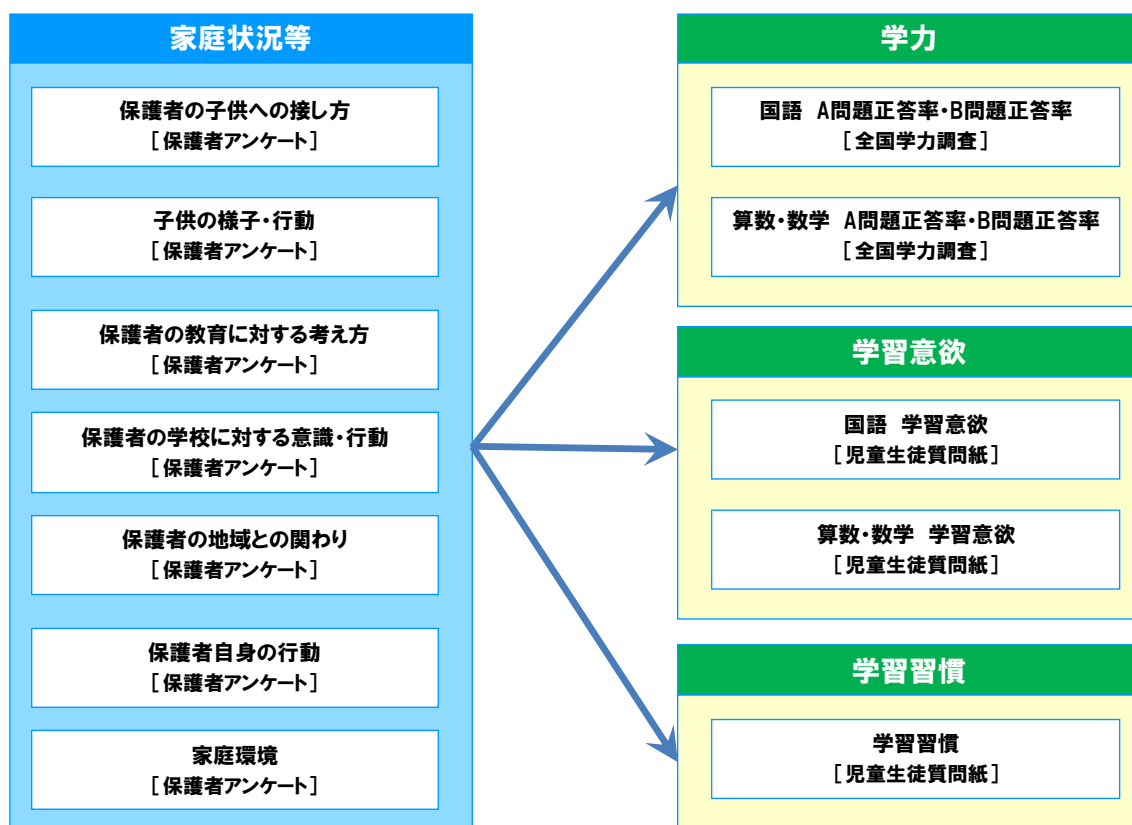 家庭状況等
保護者の子供への接し方
[保護者アンケート]
子供の様子・行動
[保護者アンケート]
保護者の教育に対する考え方
[保護者アンケート]
保護者の学校に対する意識・行動
[保護者アンケート]
保護者の地域との関わり
[保護者アンケート]
保護者自身の行動
[保護者アンケート]
家庭環境
[保護者アンケート]
学力
国語 A問題正答率・B問題正答率
[全国学力調査]
算数・数学 A問題正答率・B問題正答率
[全国学力調査]
学習意欲
国語 学習意欲
[児童生徒質問紙]
算数・数学 学習意欲
[児童生徒質問紙]
学習習慣
学習習慣
[児童生徒質問紙]